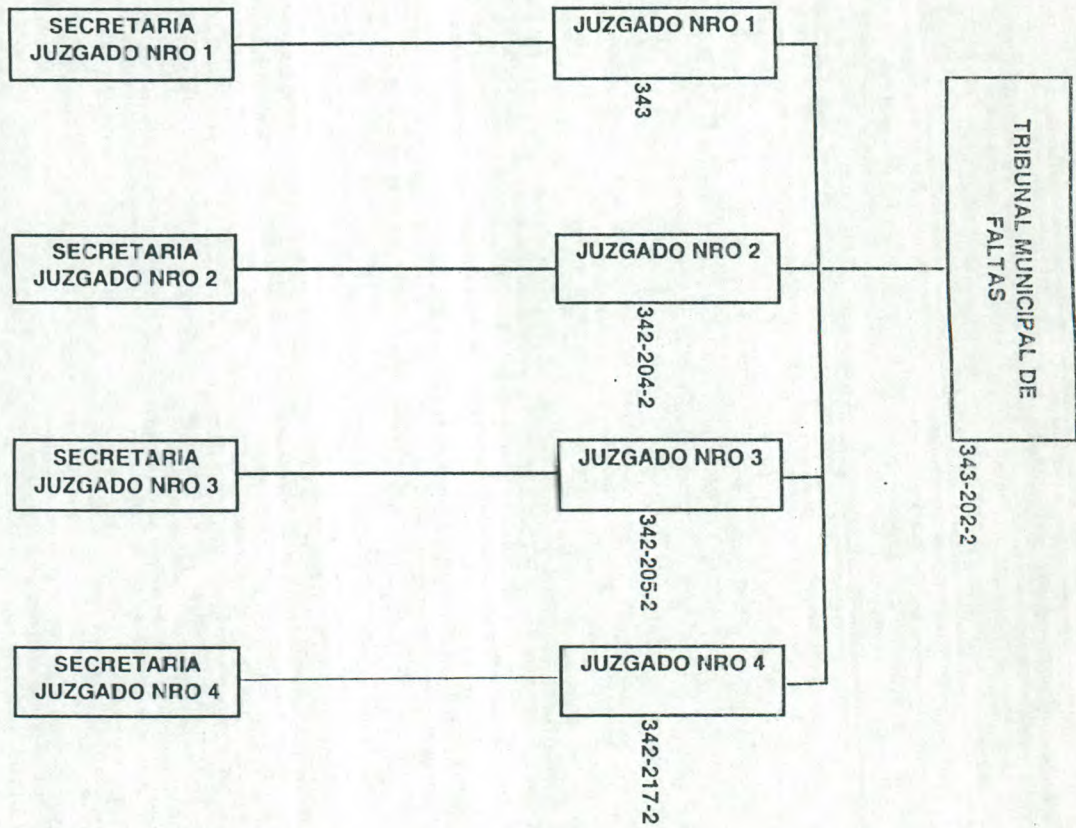 TRIBUNAL MUNICIPAL DE
FALTAS
343-202-2
JUZGADO NRO 1
343
SECRETARIA
JUZGADO NRO 1
JUZGADO NRO 2
342-204-2
SECRETARIA
JUZGADO NRO 2
JUZGADO NRO 3
342-205-2
SECRETARIA
JUZGADO NRO 3
JUZGADO NRO 4
342-217-2
SECRETARIA
JUZGADO NRO 4